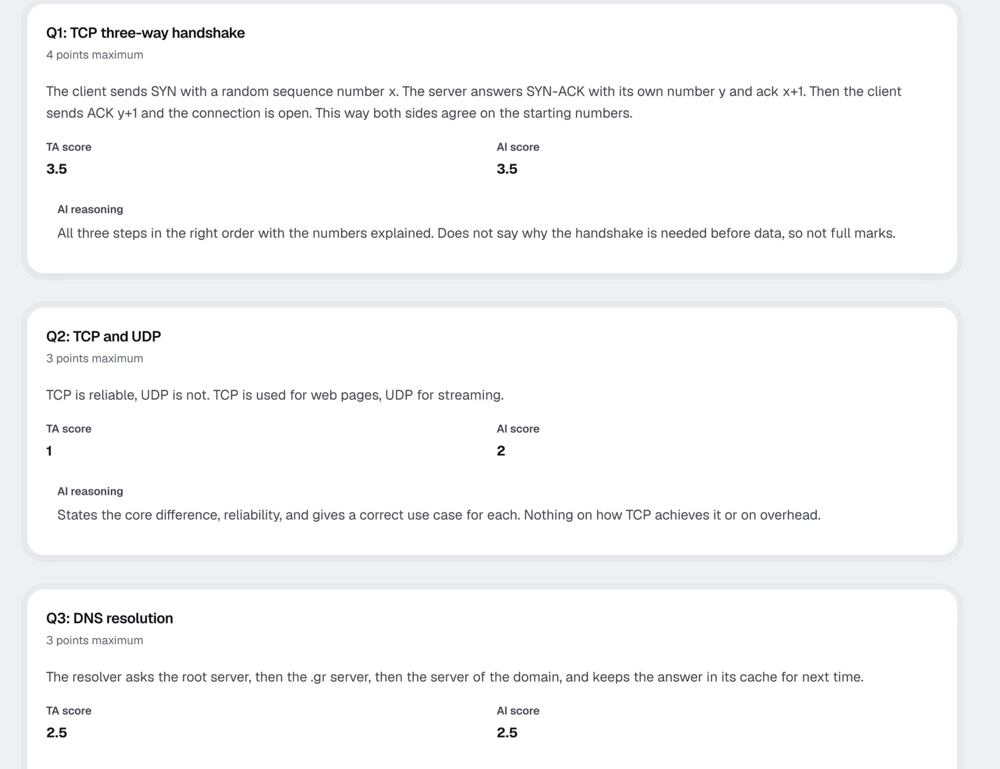 Q1: TCP three-way handshake
4 points maximum
The client sends SYN with a random sequence number x. The server answers SYN-ACK with its own number y and ack x+1. Then the client
sends ACK y+1 and the connection is open. This way both sides agree on the starting numbers.
TA score
3.5
AI score
3.5
AI reasoning
All three steps in the right order with the numbers explained. Does not say why the handshake is needed before data, so not full marks.
Q2: TCP and UDP
3 points maximum
TCP is reliable, UDP is not. TCP is used for web pages, UDP for streaming.
TA score
1
AI score
2
AI reasoning
States the core difference, reliability, and gives a correct use case for each. Nothing on how TCP achieves it or on overhead.
Q3: DNS resolution
3 points maximum
The resolver asks the root server, then the .gr server, then the server of the domain, and keeps the answer in its cache for next time.
TA score
2.5
AI score
2.5